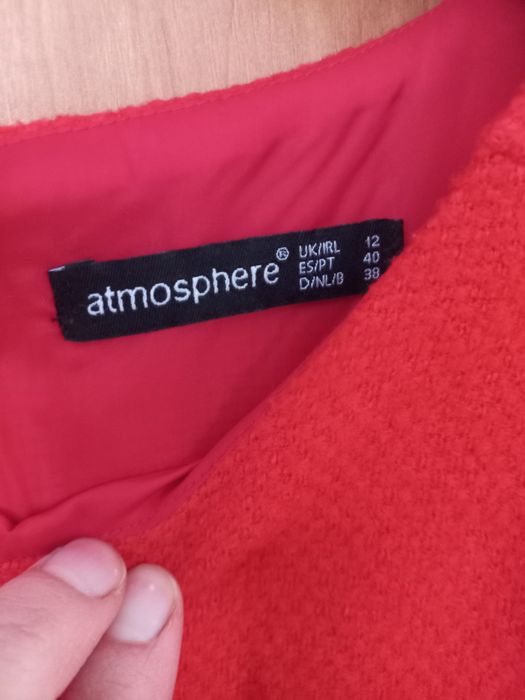 atmosphere®
UK/IRL 12
ES/PT 40
D/NL/B 38